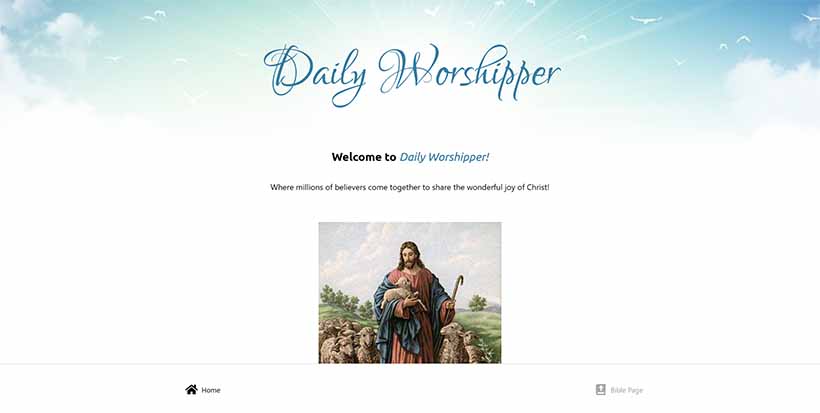 Daily Worshipper
Welcome to Daily Worshipper!
Where millions of believers come together to share the wonderful joy of Christ!
Home
Bible Page